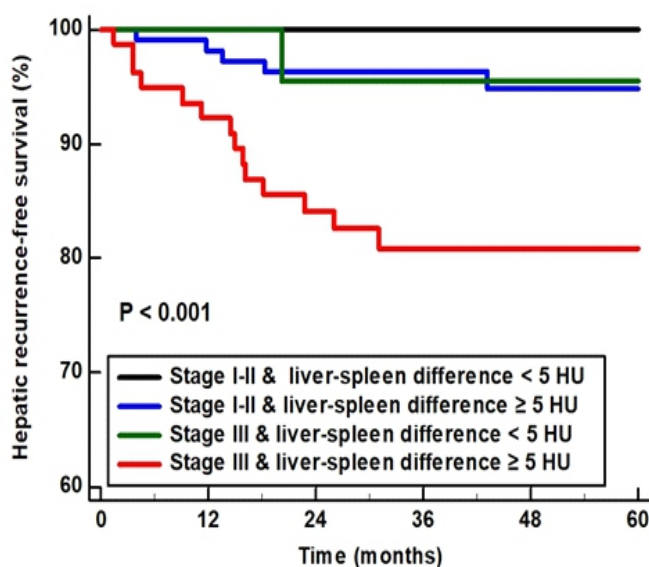 Hepatic recurrence-free survival (%)
100
90
80
70
60
P < 0.001
Stage I-II & liver-spleen difference < 5 HU
Stage I-II & liver-spleen difference ≥ 5 HU
Stage III & liver-spleen difference < 5 HU
Stage III & liver-spleen difference ≥ 5 HU
0 12 24 36 48 60
Time (months)